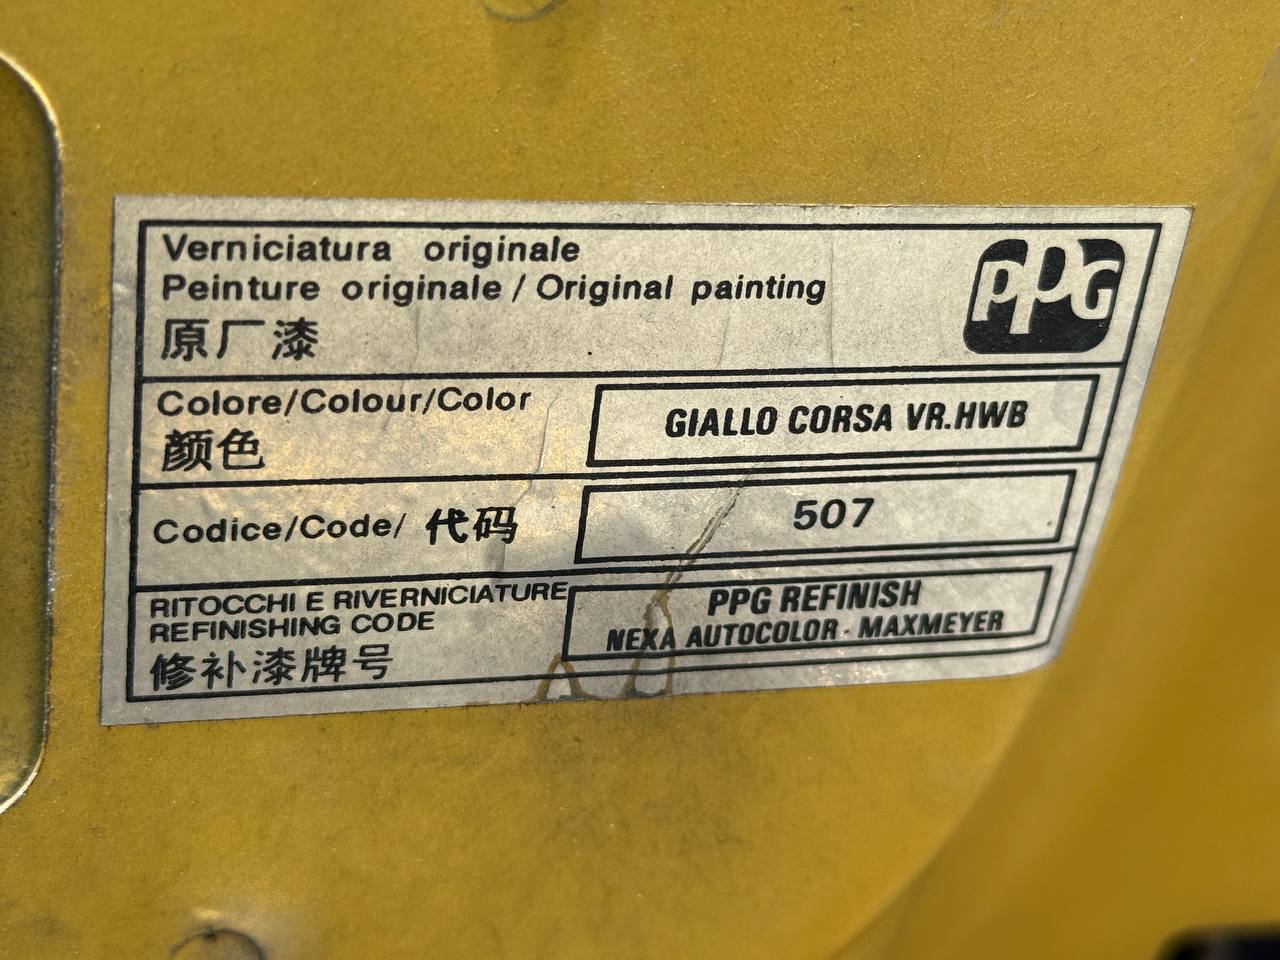 Verniciatura originale
Peinture originale / Original painting
原厂漆
PPG
Colore/Colour/Color
颜色
GIALLO CORSA VR.HWB
Codice/Code/ 代码
507
RITOCCHI E RIVERNICIATURE
REFINISHING CODE
修补漆牌号
PPG REFINISH
NEXA AUTOCOLOR · MAXMEYER